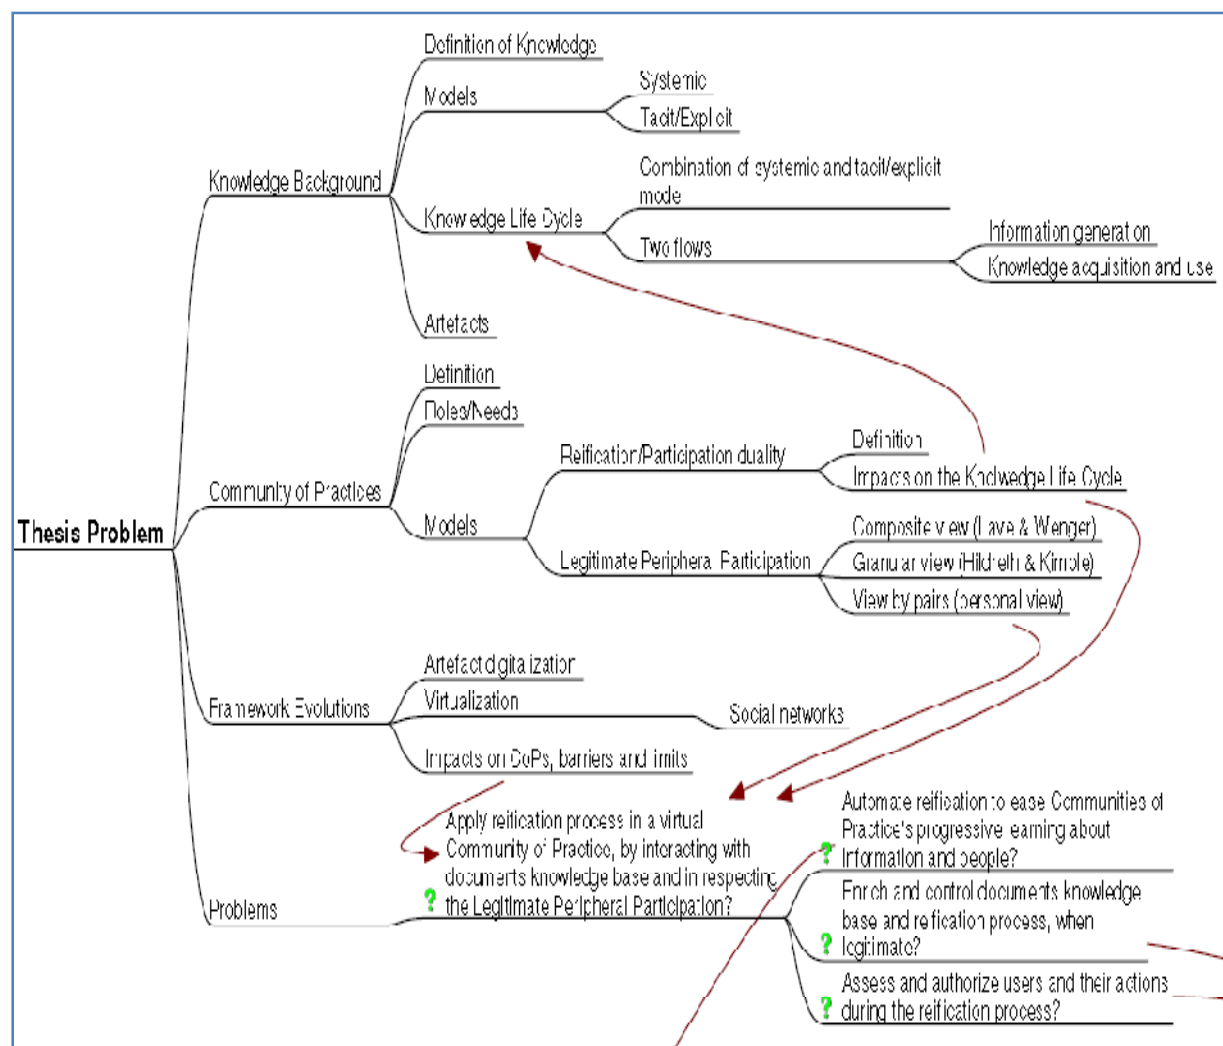 Definition of Knowledge
Models
Systemic
Tacit/Explicit
Knowledge Background
Combination of systemic and tacit/explicit
mode
Knowledge Life Cycle
Two flows
Information generation
Knowledge acquisition and use
Artefacts
Definition
Roles/Needs
Reification/Participation duality
Definition
Impacts on the Knolwedge Life Cycle
Community of Practices
Models
Thesis Problem
Legitimate Peripheral Participation
Composite view (Lave & Wenger)
Granular view (Hildreth & Kimble)
View by pairs (personal view)
Artefact digitalization
Framework Evolutions
Virtualization
Social networks
Impacts on CoPs, barriers and limits
Problems
Apply reification process in a virtual
Community of Practice, by interacting with
documents knowledge base and in respecting
? the Legitimate Peripheral Participation?
Automate reification to ease Communities of
Practice's progressive learning about
? information and people?
Enrich and control documents knowledge
base and reification process, when
? legitimate?
Assess and authorize users and their actions
? during the reification process?